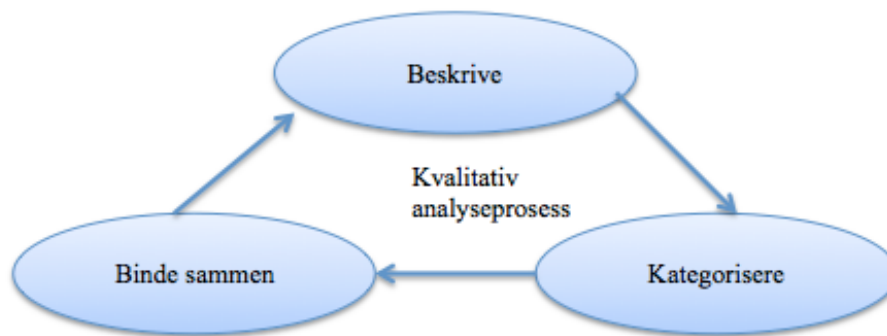 Beskrive
Kvalitativ
analyseprosess
Binde sammen
Kategorisere